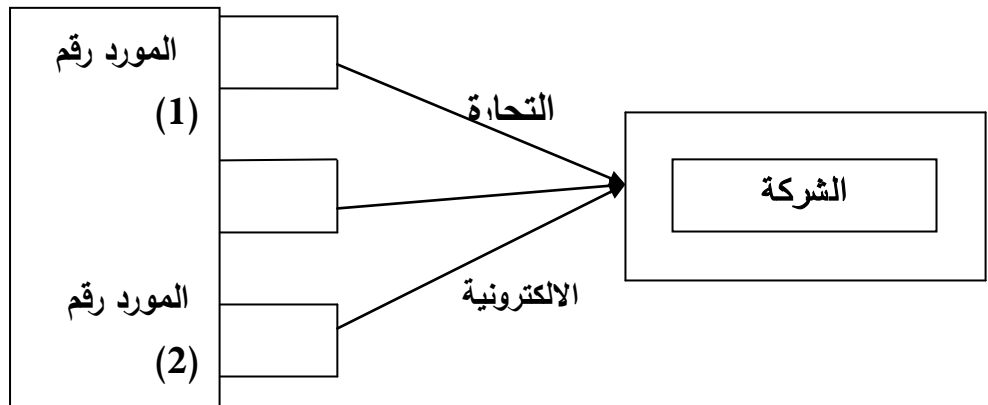 المورد رقم
(1)
التجارة
الشركة
المورد رقم
الالكترونية
(2)